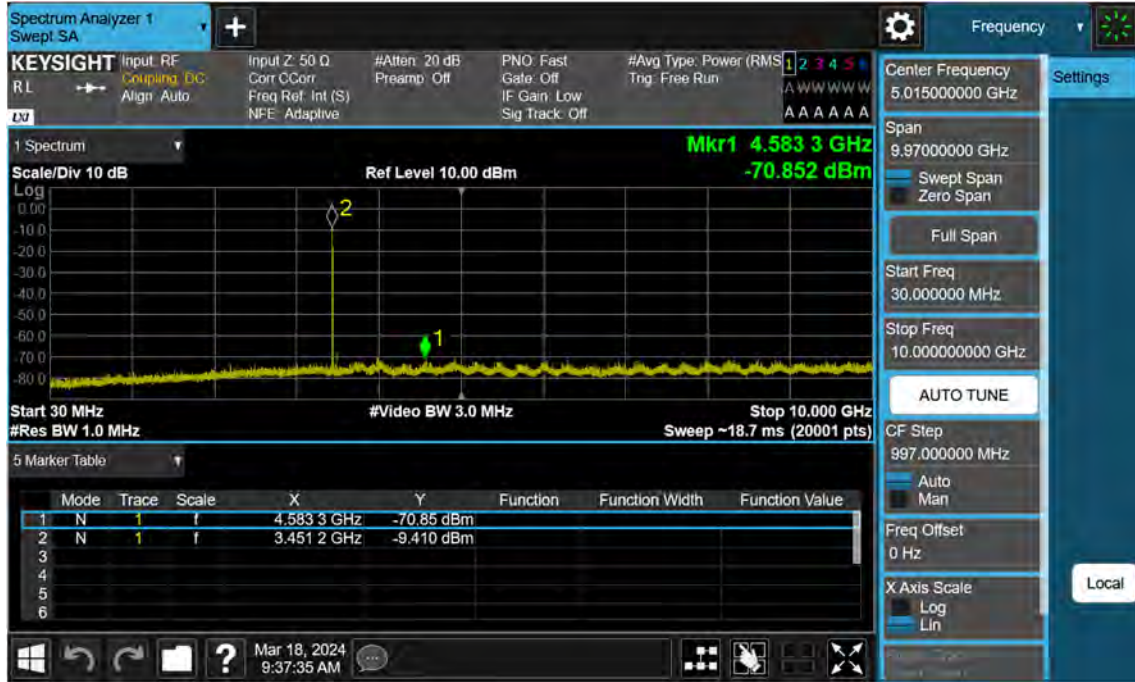 Spectrum Analyzer 1
Swept SA
+
Frequency
KEYSIGHT
Input: RF
Coupling: DC
Align: Auto
Input Z: 50 Ω
Corr CCorr
Freq Ref: Int (S)
NFE: Adaptive
#Atten: 20 dB
Preamp: Off
PNO: Fast
Gate: Off
IF Gain: Low
Sig Track: Off
#Avg Type: Power (RMS
Trig: Free Run
1 2 3 4 5 6
A W W W W W
A A A A A A
R L
LXI
1 Spectrum
Mkr1 4.583 3 GHz
-70.852 dBm
Scale/Div 10 dB
Ref Level 10.00 dBm
Log
0.00
-10.0
-20.0
-30.0
-40.0
-50.0
-60.0
-70.0
-80.0
2
1
Start 30 MHz
#Video BW 3.0 MHz
Stop 10.000 GHz
#Res BW 1.0 MHz
Sweep ~18.7 ms (20001 pts)
5 Marker Table
Mode Trace Scale X Y Function Function Width Function Value
1 N 1 f 4.583 3 GHz -70.85 dBm
2 N 1 f 3.451 2 GHz -9.410 dBm
3
4
5
6
?
Mar 18, 2024
9:37:35 AM
Center Frequency
5.015000000 GHz
Settings
Span
9.97000000 GHz
Swept Span
Zero Span
Full Span
Start Freq
30.000000 MHz
Stop Freq
10.000000000 GHz
AUTO TUNE
CF Step
997.000000 MHz
Auto
Man
Freq Offset
0 Hz
X Axis Scale
Log
Lin
Local